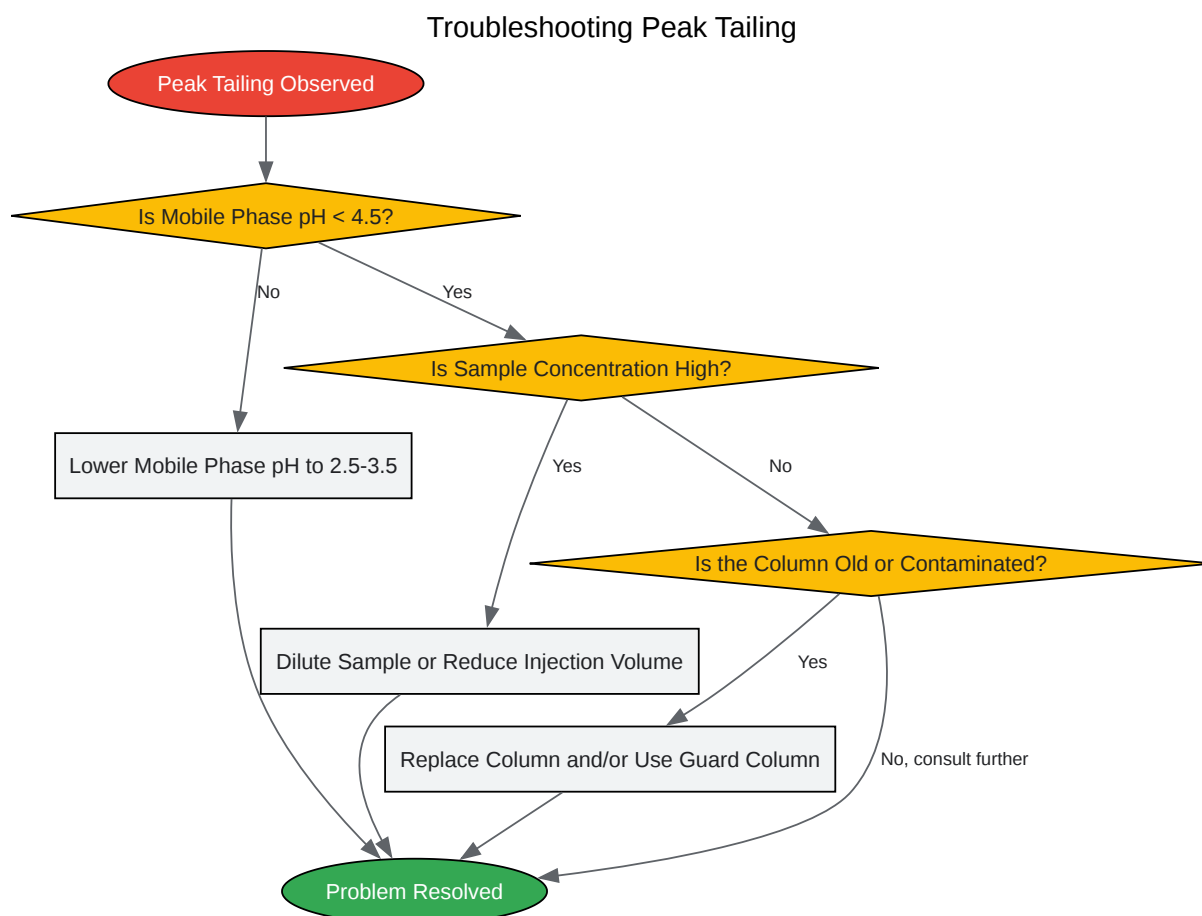 Troubleshooting Peak Tailing
Peak Tailing Observed
Is Mobile Phase pH < 4.5?
No
Yes
Is Sample Concentration High?
Lower Mobile Phase pH to 2.5-3.5
Yes
No
Is the Column Old or Contaminated?
Dilute Sample or Reduce Injection Volume
Yes
Replace Column and/or Use Guard Column
No, consult further
Problem Resolved